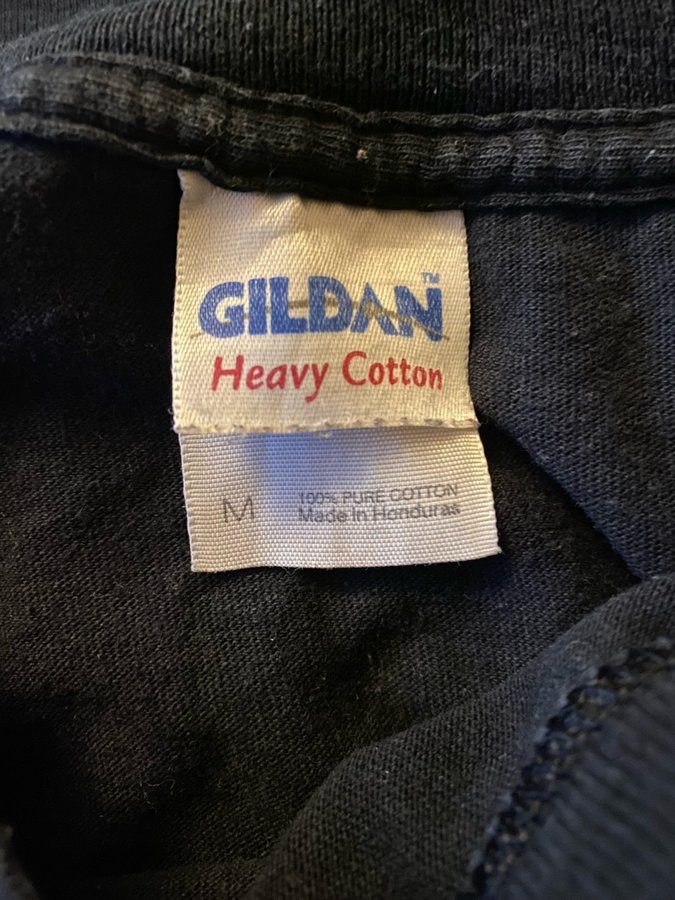 GILDAN™
Heavy Cotton
M
100% PURE COTTON
Made in Honduras